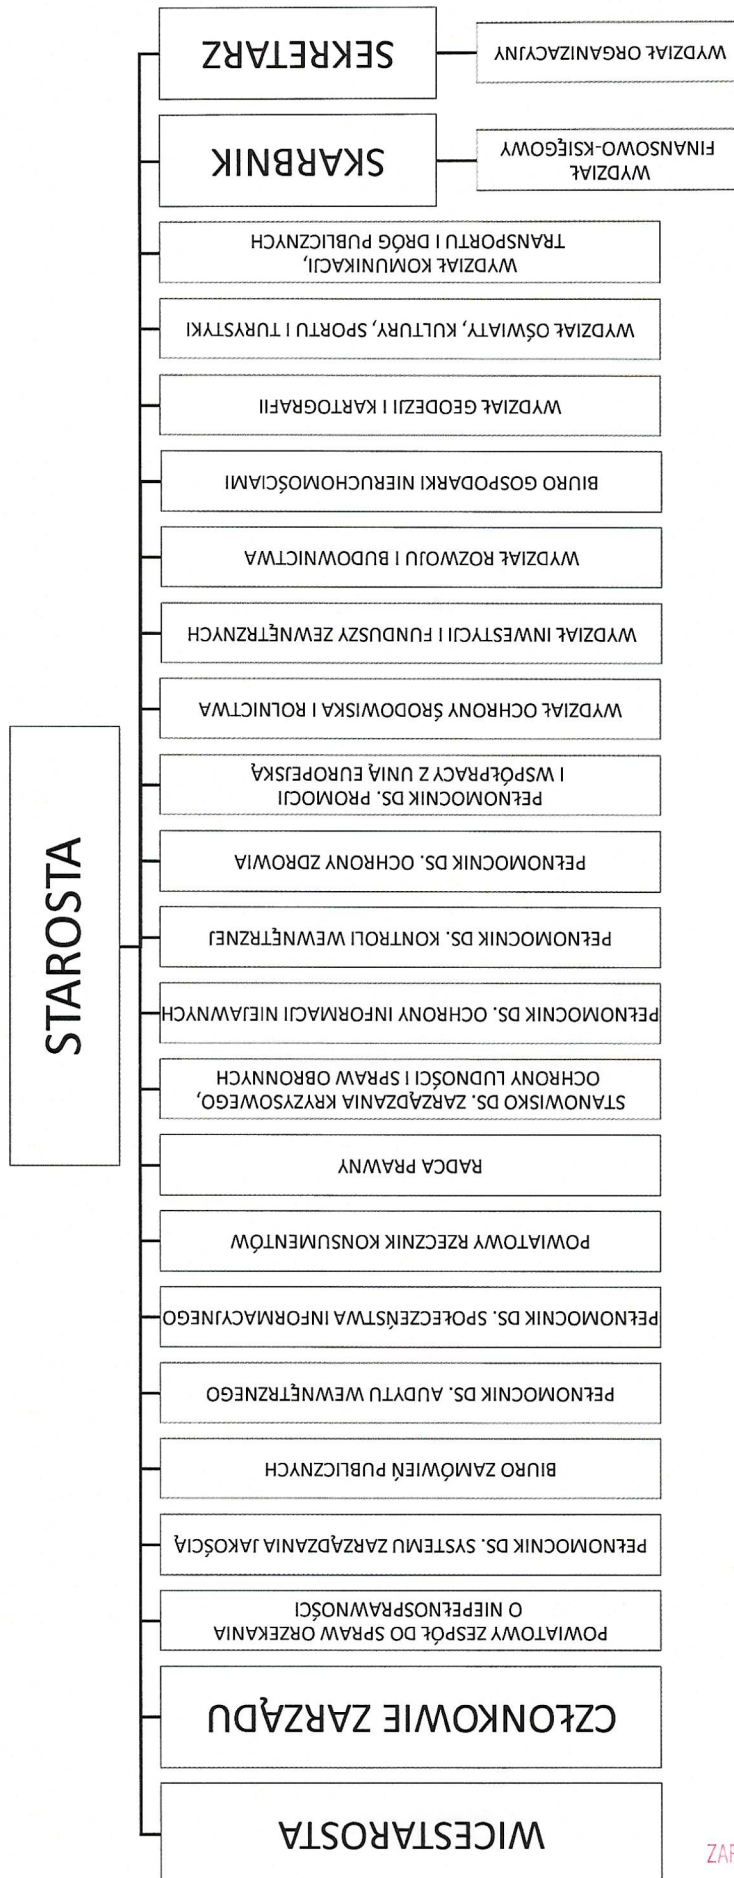 STAROSTA
WICESTAROSTA
CZŁONKOWIE ZARZĄDU
POWIATOWY ZESPÓŁ DO SPRAW ORZEKANIA
O NIEPEŁNOSPRAWNOŚCI
PEŁNOMOCNIK DS. SYSTEMU ZARZĄDZANIA JAKOŚCIĄ
BIURO ZAMÓWIEŃ PUBLICZNYCH
PEŁNOMOCNIK DS. AUDYTU WEWNĘTRZNEGO
PEŁNOMOCNIK DS. SPOŁECZEŃSTWA INFORMACYJNEGO
POWIATOWY RZECZNIK KONSUMENTÓW
RADCA PRAWNY
STANOWISKO DS. ZARZĄDZANIA KRYZYSOWEGO,
OCHRONY LUDNOŚCI I SPRAW OBRONNYCH
PEŁNOMOCNIK DS. OCHRONY INFORMACJI NIEJAWNYCH
PEŁNOMOCNIK DS. KONTROLI WEWNĘTRZNEJ
PEŁNOMOCNIK DS. OCHRONY ZDROWIA
PEŁNOMOCNIK DS. PROMOCJI
I WSPÓŁPRACY Z UNIĄ EUROPEJSKĄ
WYDZIAŁ OCHRONY ŚRODOWISKA I ROLNICTWA
WYDZIAŁ INWESTYCJI I FUNDUSZY ZEWNĘTRZNYCH
WYDZIAŁ ROZWOJU I BUDOWNICTWA
BIURO GOSPODARKI NIERUCHOMOŚCIAMI
WYDZIAŁ GEODEZJI I KARTOGRAFII
WYDZIAŁ OŚWIATY, KULTURY, SPORTU I TURYSTYKI
WYDZIAŁ KOMUNIKACJI,
TRANSPORTU I DRÓG PUBLICZNYCH
SKARBNIK
WYDZIAŁ
FINANSOWO-KSIĘGOWY
SEKRETARZ
WYDZIAŁ ORGANIZACYJNY